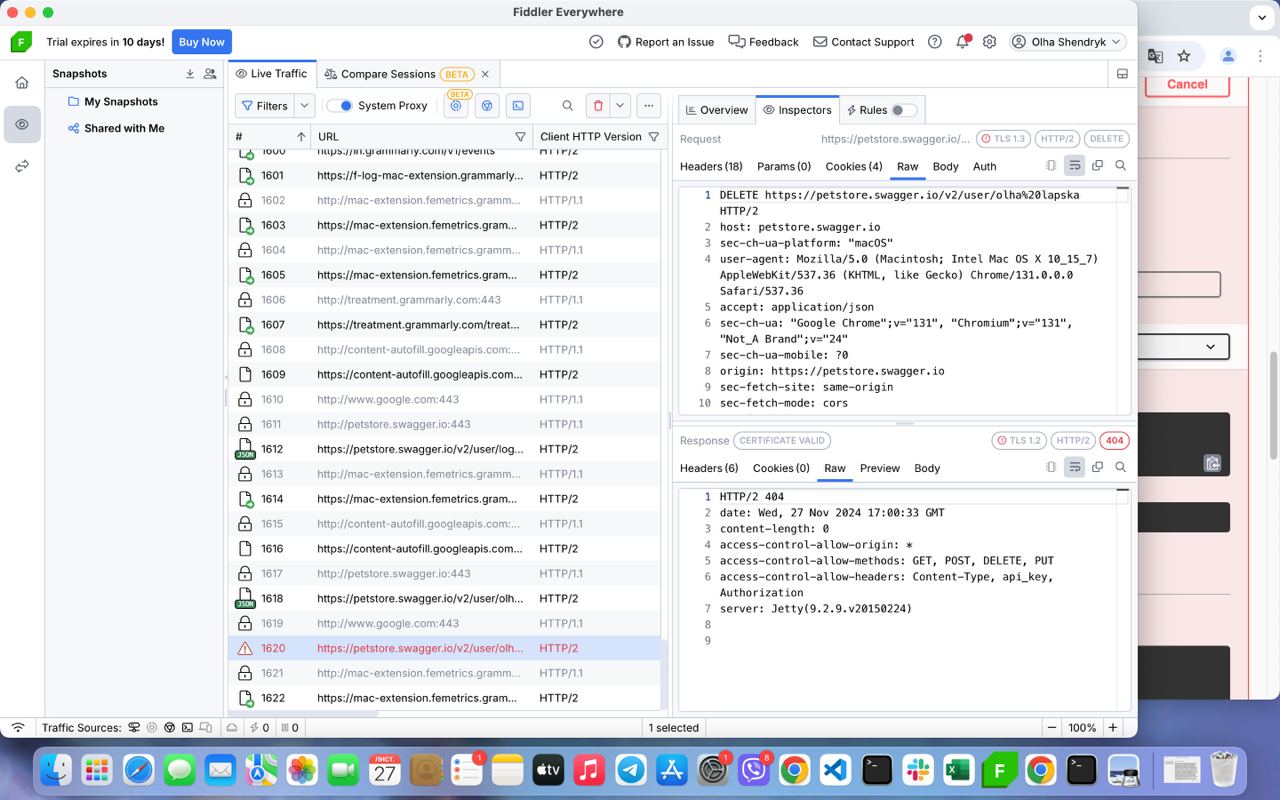 Fiddler Everywhere
F
Trial expires in 10 days!
Buy Now
Report an Issue
Feedback
Contact Support
Olha Shendryk
Snapshots
My Snapshots
Shared with Me
Live Traffic
Compare Sessions BETA
Filters
System Proxy
BETA
# URL Client HTTP Version
1600 https://in.grammarly.com/v1/events HTTP/2
1601 https://f-log-mac-extension.grammarly... HTTP/2
1602 http://mac-extension.femetrics.gramm... HTTP/1.1
1603 https://mac-extension.femetrics.gram... HTTP/2
1604 http://mac-extension.femetrics.gramm... HTTP/1.1
1605 https://mac-extension.femetrics.gram... HTTP/2
1606 http://treatment.grammarly.com:443 HTTP/1.1
1607 https://treatment.grammarly.com/treat... HTTP/2
1608 http://content-autofill.googleapis.com:... HTTP/1.1
1609 https://content-autofill.googleapis.com... HTTP/2
1610 http://www.google.com:443 HTTP/1.1
1611 http://petstore.swagger.io:443 HTTP/1.1
JSON 1612 https://petstore.swagger.io/v2/user/log... HTTP/2
1613 http://mac-extension.femetrics.gramm... HTTP/1.1
1614 https://mac-extension.femetrics.gram... HTTP/2
1615 http://content-autofill.googleapis.com:... HTTP/1.1
1616 https://content-autofill.googleapis.com... HTTP/2
1617 http://petstore.swagger.io:443 HTTP/1.1
JSON 1618 https://petstore.swagger.io/v2/user/olh... HTTP/2
1619 http://www.google.com:443 HTTP/1.1
1620 https://petstore.swagger.io/v2/user/olh... HTTP/2
1621 http://mac-extension.femetrics.gramm... HTTP/1.1
1622 https://mac-extension.femetrics.gram... HTTP/2
Overview
Inspectors
Rules
Request https://petstore.swagger.io/... TLS 1.3 HTTP/2 DELETE
Headers (18) Params (0) Cookies (4) Raw Body Auth
1 DELETE https://petstore.swagger.io/v2/user/olha%20lapska
HTTP/2
2 host: petstore.swagger.io
3 sec-ch-ua-platform: "macOS"
4 user-agent: Mozilla/5.0 (Macintosh; Intel Mac OS X 10_15_7)
AppleWebKit/537.36 (KHTML, like Gecko) Chrome/131.0.0.0
Safari/537.36
5 accept: application/json
6 sec-ch-ua: "Google Chrome";v="131", "Chromium";v="131",
"Not_A Brand";v="24"
7 sec-ch-ua-mobile: ?0
8 origin: https://petstore.swagger.io
9 sec-fetch-site: same-origin
10 sec-fetch-mode: cors
Response CERTIFICATE VALID TLS 1.2 HTTP/2 404
Headers (6) Cookies (0) Raw Preview Body
1 HTTP/2 404
2 date: Wed, 27 Nov 2024 17:00:33 GMT
3 content-length: 0
4 access-control-allow-origin: *
5 access-control-allow-methods: GET, POST, DELETE, PUT
6 access-control-allow-headers: Content-Type, api_key,
Authorization
7 server: Jetty(9.2.9.v20150224)
8
9
Cancel
Traffic Sources:
0
0
1 selected
100%
1
ЛИСТ.
27
tv
1
8
F